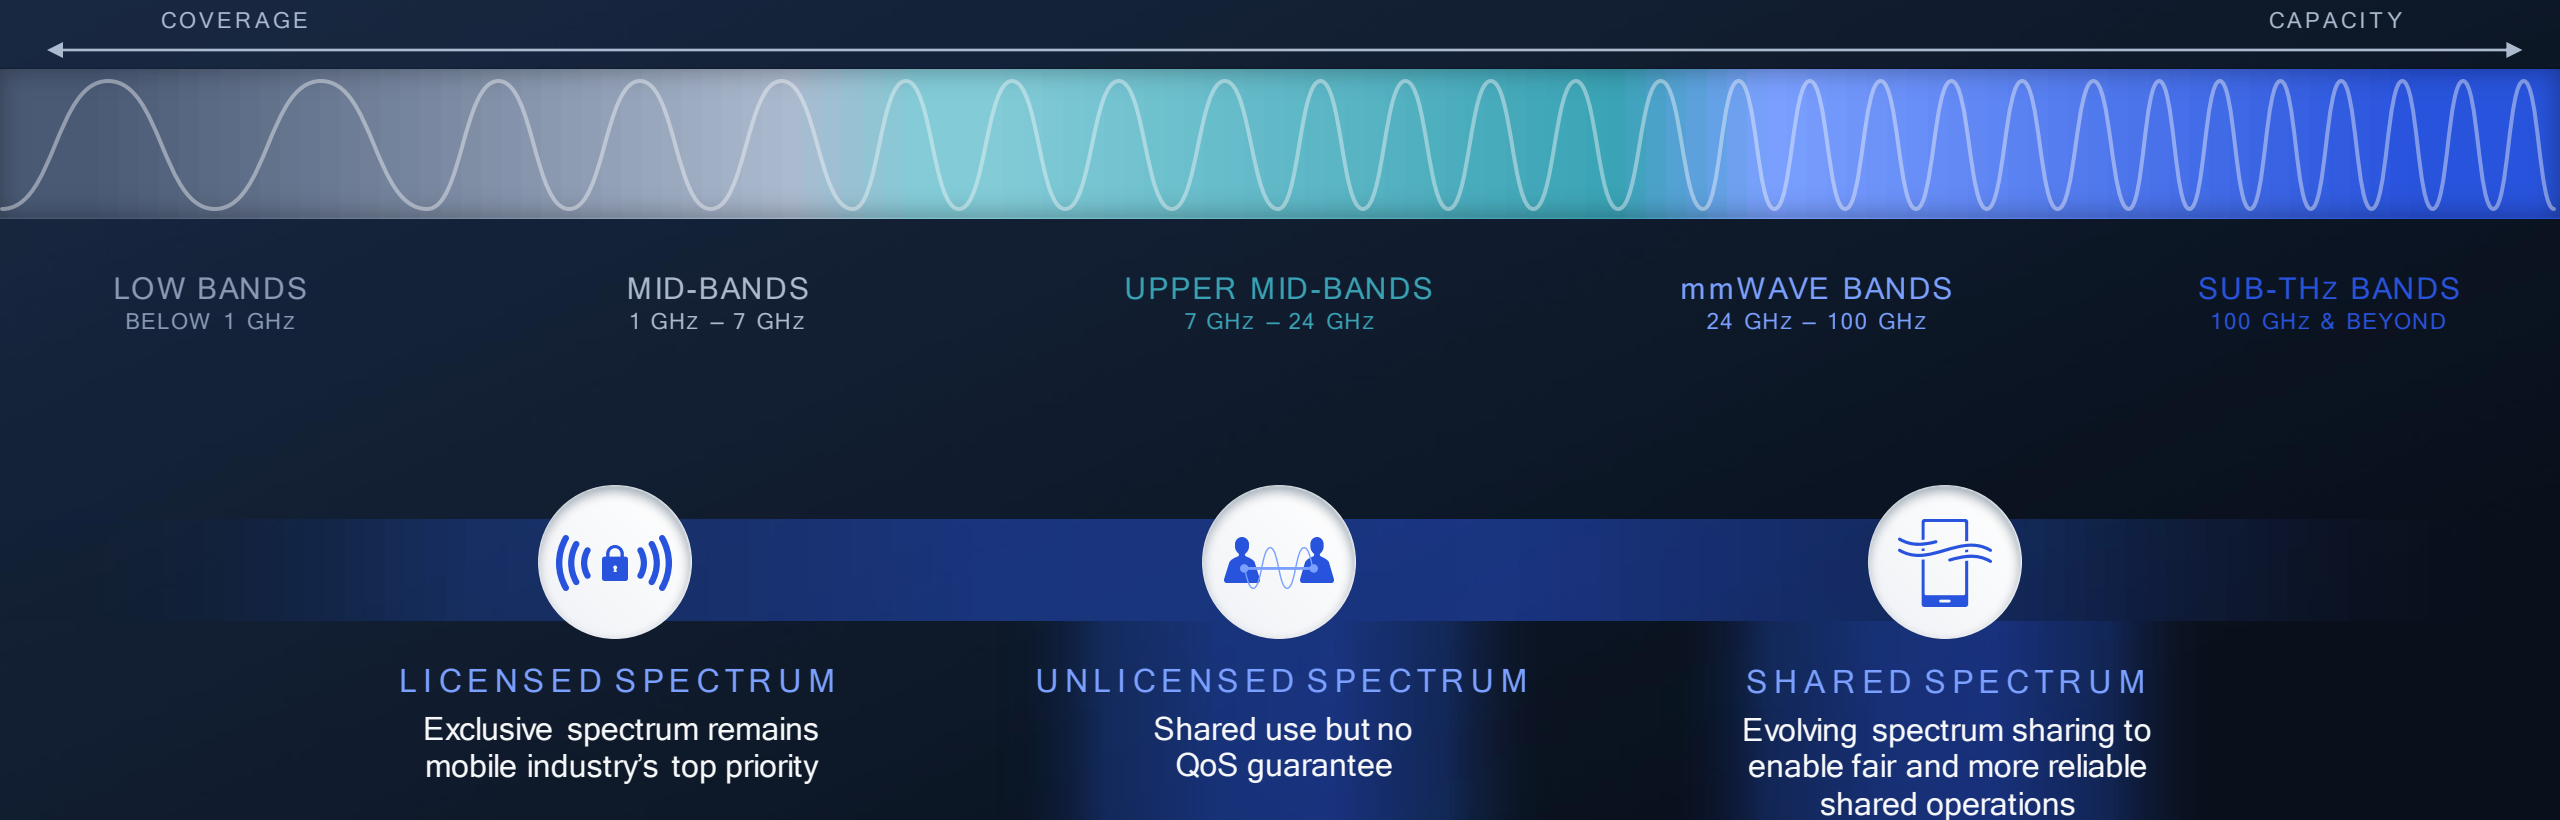 COVERAGE
CAPACITY
LOW BANDS
BELOW 1 GHz
MID-BANDS
1 GHz – 7 GHz
UPPER MID-BANDS
7 GHz – 24 GHz
mmWAVE BANDS
24 GHz – 100 GHz
SUB-THz BANDS
100 GHz & BEYOND
LICENSED SPECTRUM
Exclusive spectrum remains
mobile industry’s top priority
UNLICENSED SPECTRUM
Shared use but no
QoS guarantee
SHARED SPECTRUM
Evolving spectrum sharing to
enable fair and more reliable
shared operations